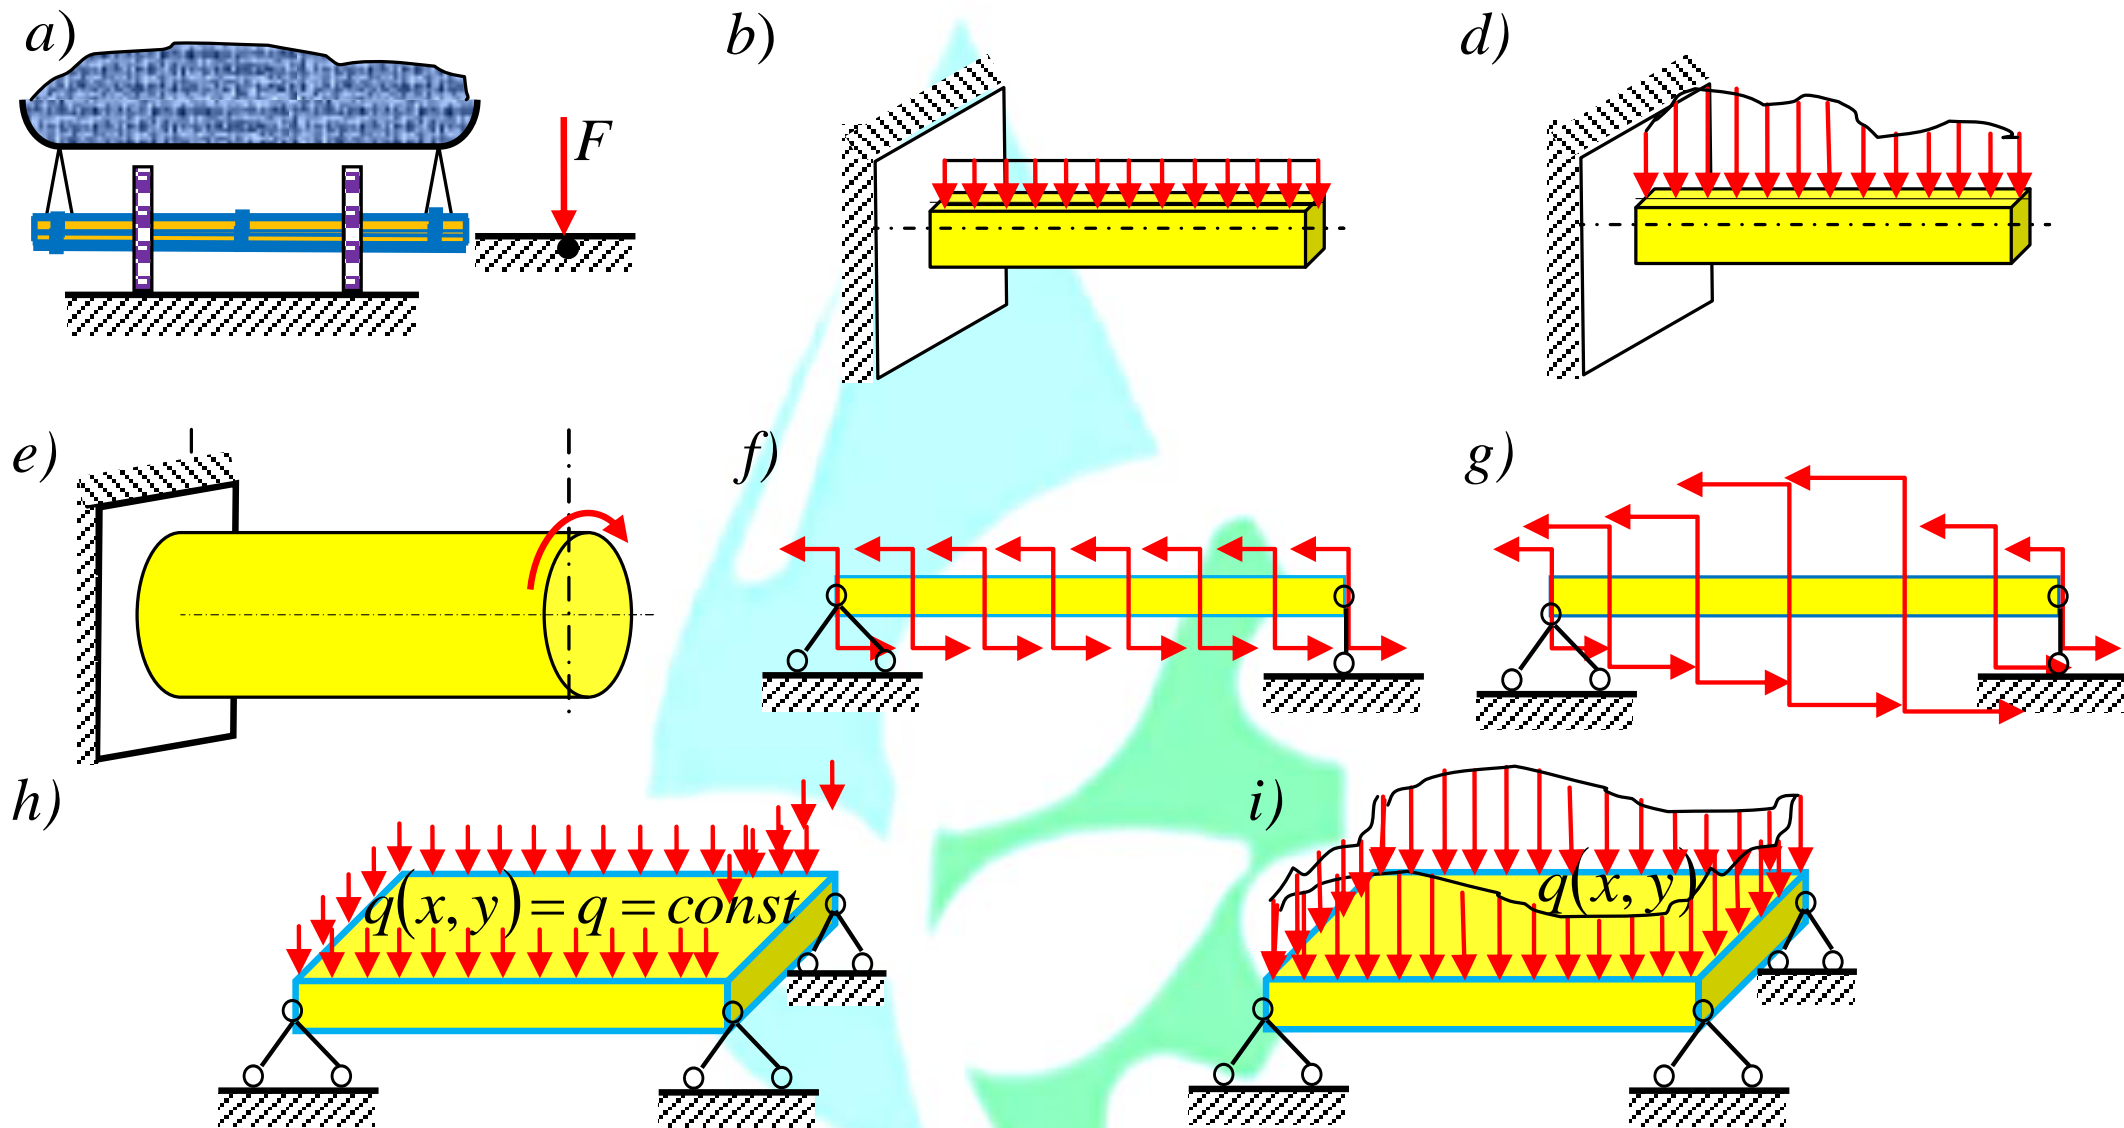 a)
b)
d)
F
e)
f)
g)
h)
i)
q(x, y) = q = const
q(x, y)